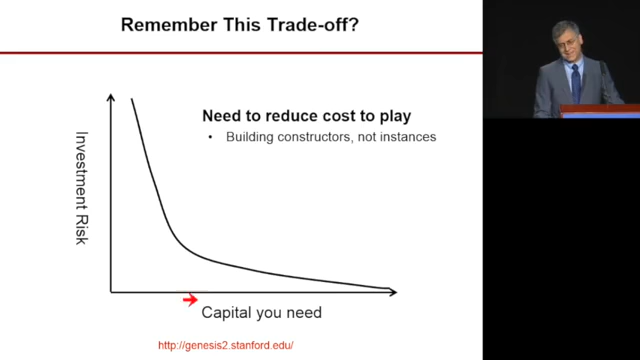 Remember This Trade-off?
Need to reduce cost to play
• Building constructors, not instances
Investment Risk
Capital you need
http://genesis2.stanford.edu/